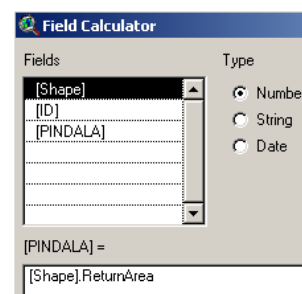 Field Calculator
Fields
Type
[Shape]
[ID]
[PINDALA]
Numbe
String
Date
[PINDALA] =
[Shape].ReturnArea